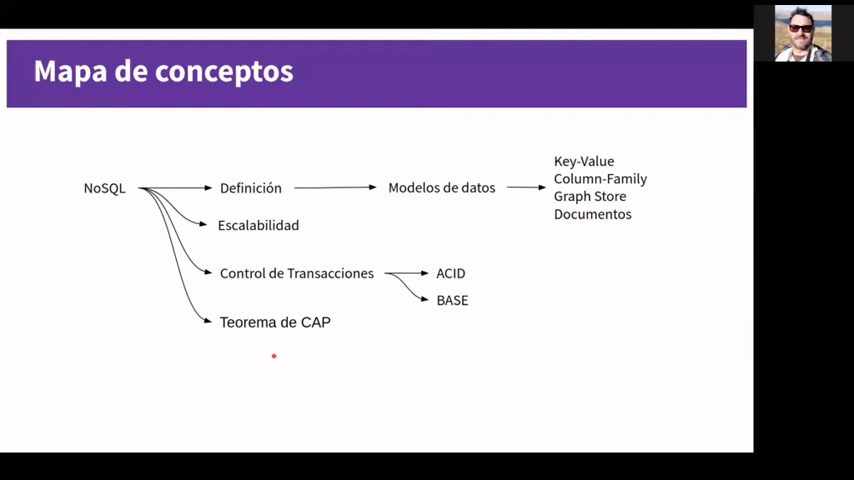 Mapa de conceptos
NoSQL
Definición
Modelos de datos
Key-Value
Column-Family
Graph Store
Documentos
Escalabilidad
Control de Transacciones
ACID
BASE
Teorema de CAP